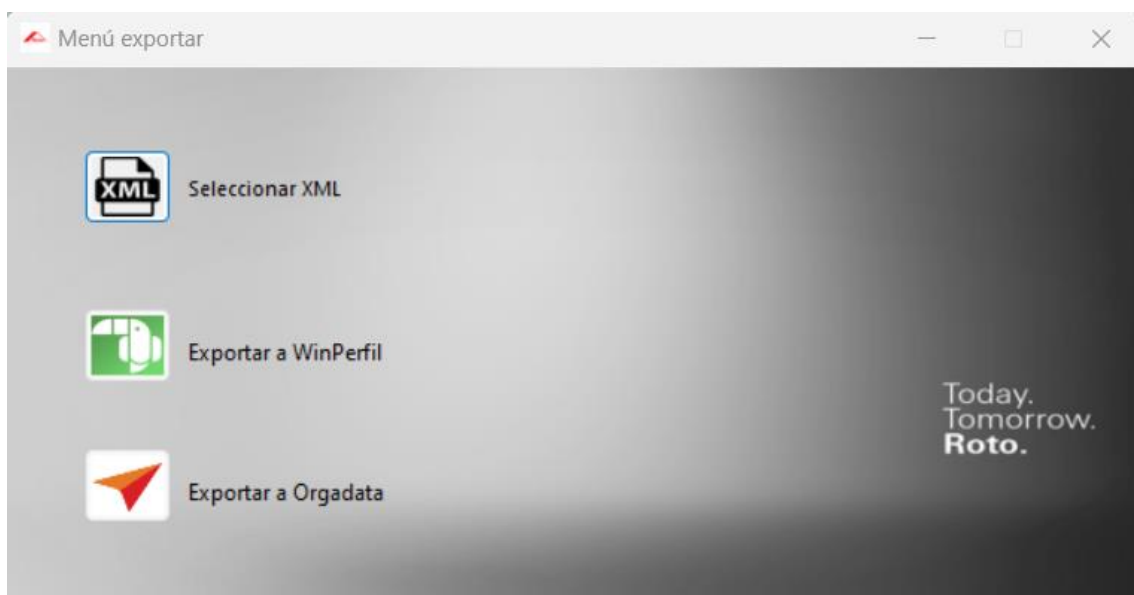 Menú exportar
XML
Seleccionar XML
Exportar a WinPerfil
Today.
Tomorrow.
Roto.
Exportar a Orgadata